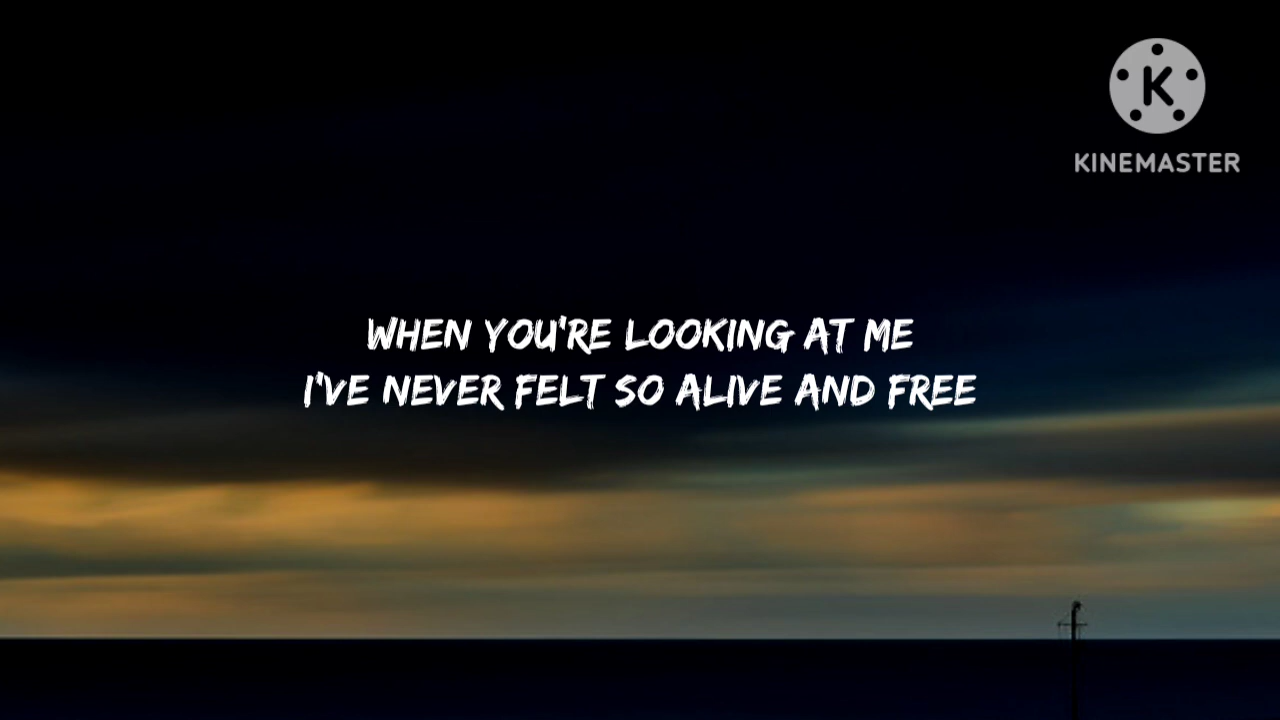 K
KINEMASTER
WHEN YOU'RE LOOKING AT ME
I'VE NEVER FELT SO ALIVE AND FREE